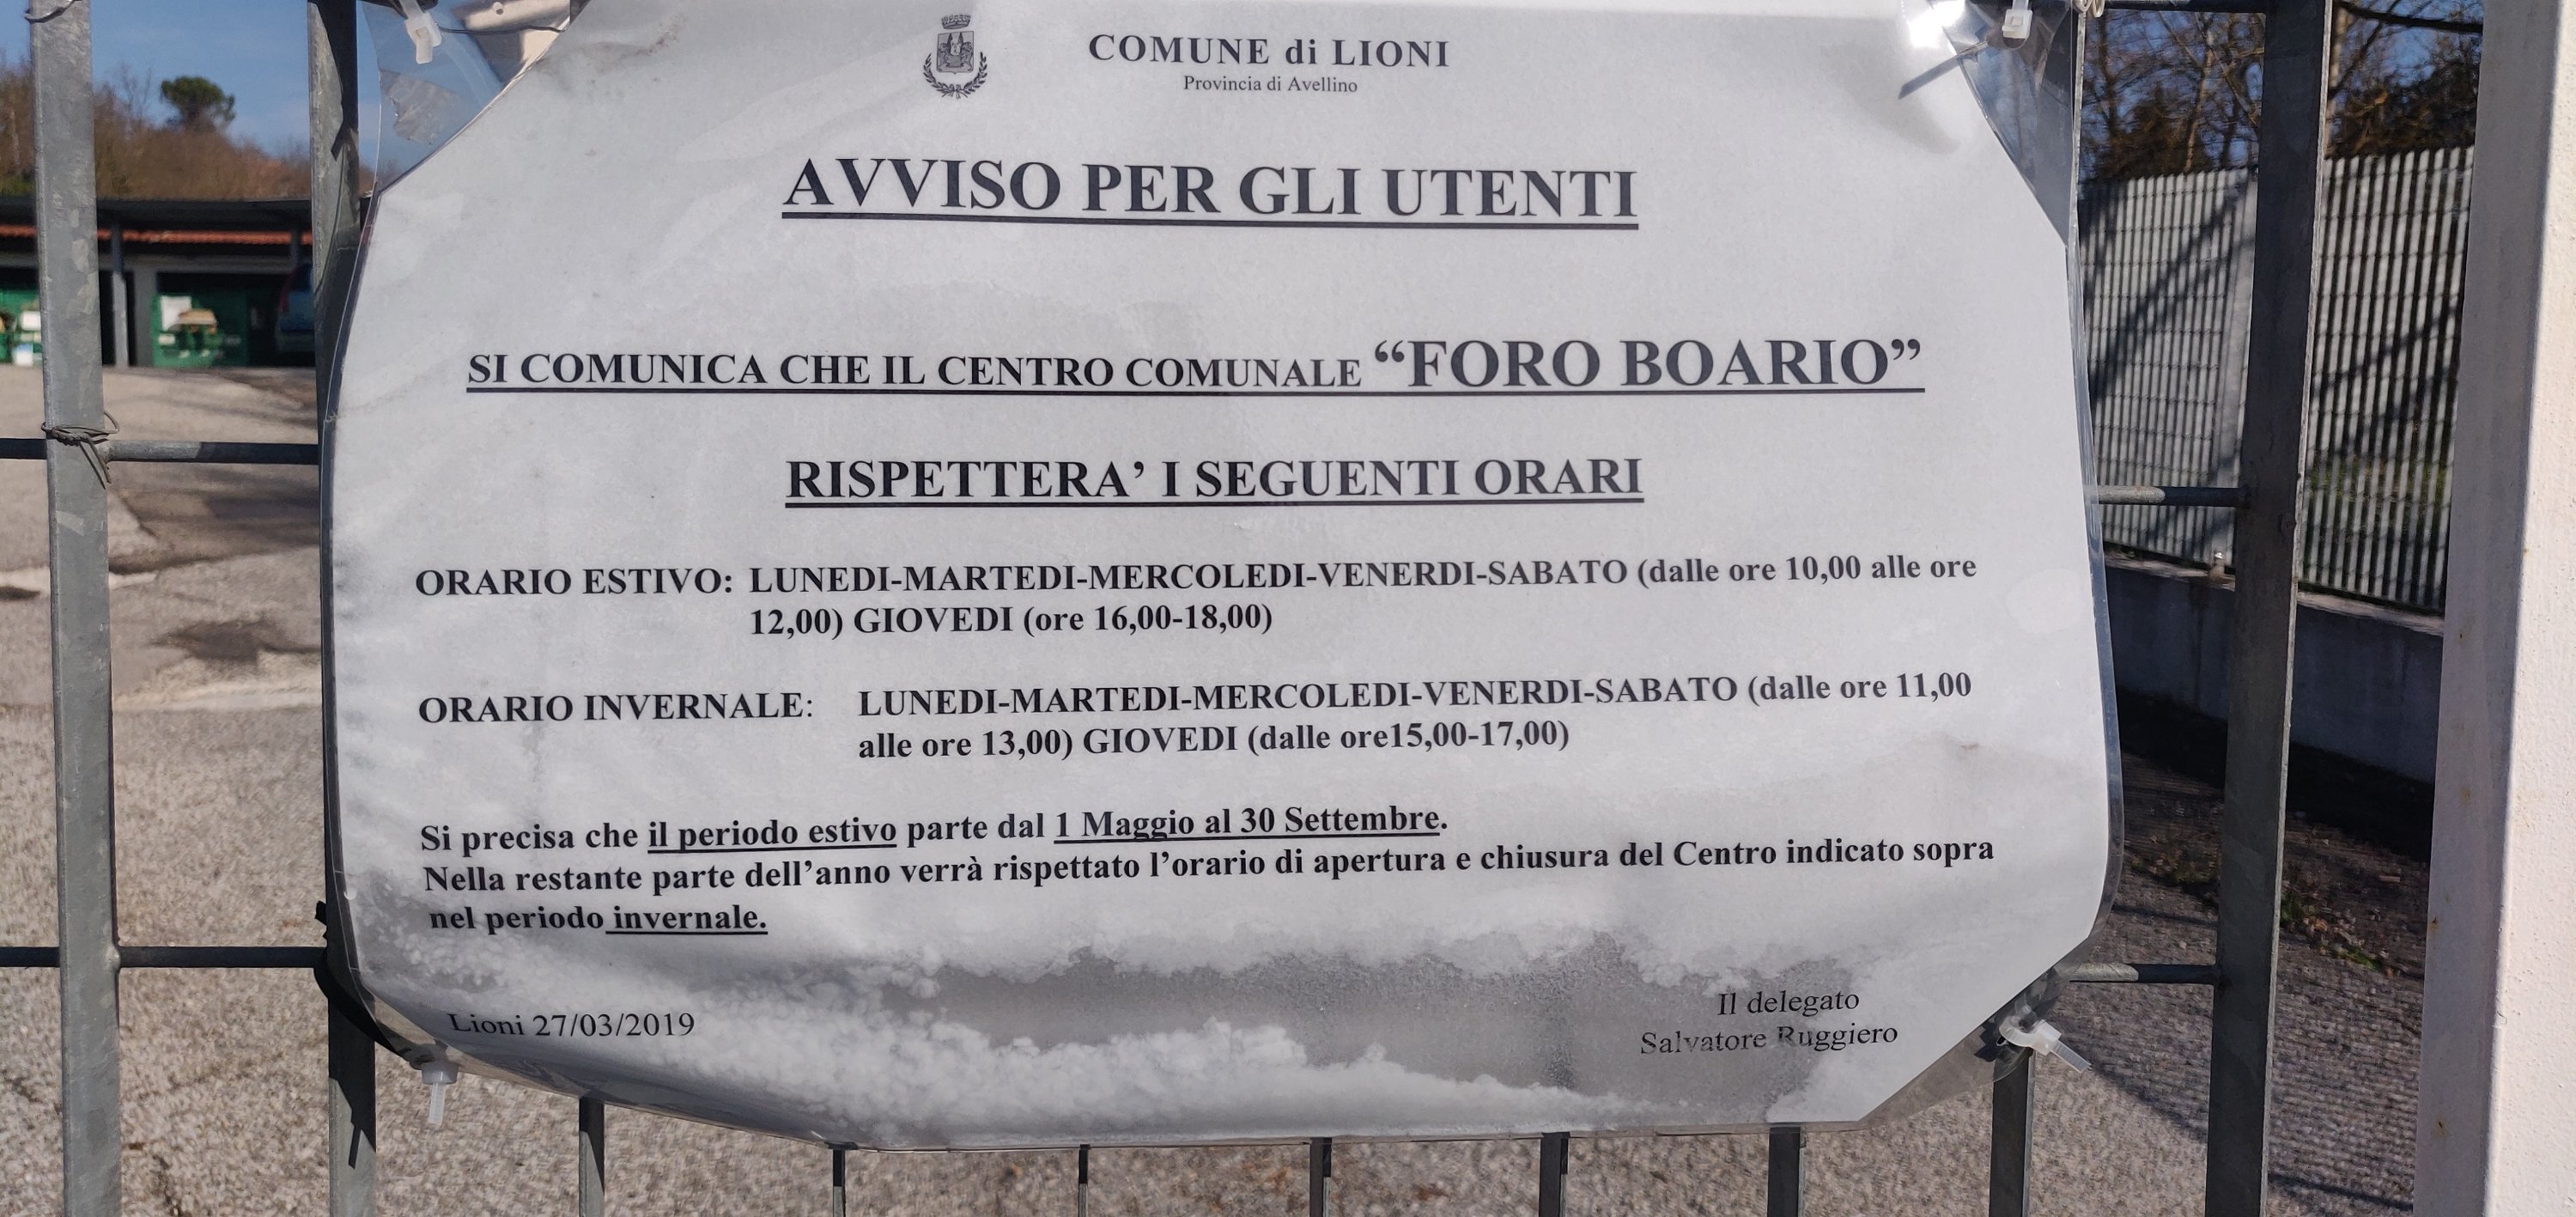 COMUNE di LIONI
Provincia di Avellino
AVVISO PER GLI UTENTI
SI COMUNICA CHE IL CENTRO COMUNALE “FORO BOARIO”
RISPETTERA’ I SEGUENTI ORARI
ORARIO ESTIVO: LUNEDI-MARTEDI-MERCOLEDI-VENERDI-SABATO (dalle ore 10,00 alle ore
12,00) GIOVEDI (ore 16,00-18,00)
ORARIO INVERNALE: LUNEDI-MARTEDI-MERCOLEDI-VENERDI-SABATO (dalle ore 11,00
alle ore 13,00) GIOVEDI (dalle ore15,00-17,00)
Si precisa che il periodo estivo parte dal 1 Maggio al 30 Settembre.
Nella restante parte dell’anno verrà rispettato l’orario di apertura e chiusura del Centro indicato sopra
nel periodo invernale.
Lioni 27/03/2019
Il delegato
Salvatore Ruggiero